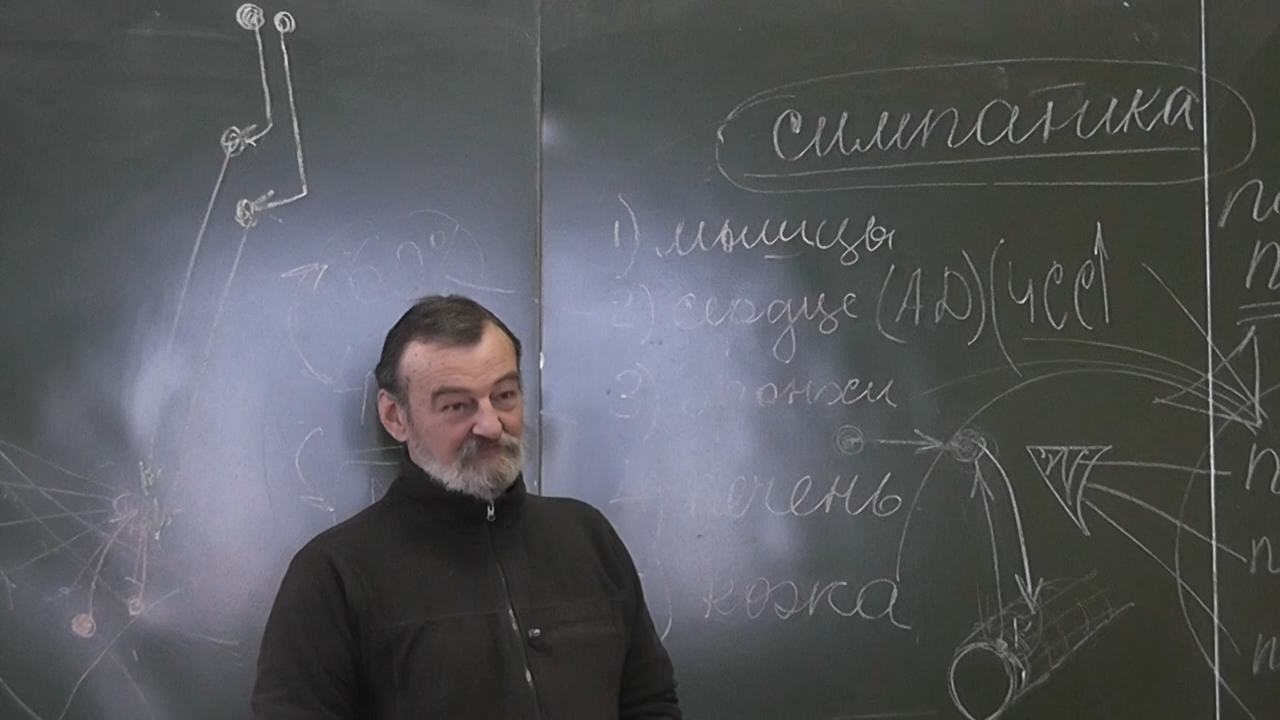 симпатика
1) мышцы
2) сердце (АД) (ЧСС↑
3) бронхи
4) печень
) кожа